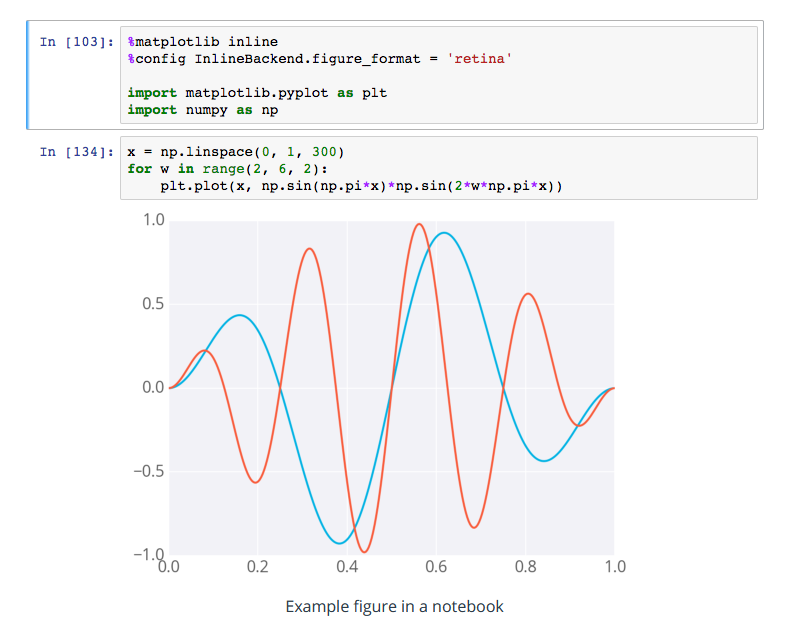 In [103]: %matplotlib inline
%config InlineBackend.figure_format = 'retina'
import matplotlib.pyplot as plt
import numpy as np
In [134]: x = np.linspace(0, 1, 300)
for w in range(2, 6, 2):
    plt.plot(x, np.sin(np.pi*x)*np.sin(2*w*np.pi*x))
1.0
0.5
0.0
−0.5
−1.0
0.0 0.2 0.4 0.6 0.8 1.0
Example figure in a notebook